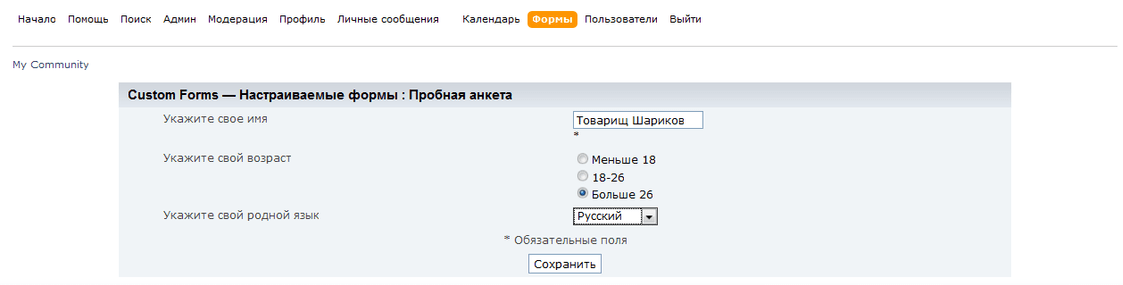 Начало Помощь Поиск Админ Модерация Профиль Личные сообщения Календарь Формы Пользователи Выйти
My Community
Custom Forms — Настраиваемые формы : Пробная анкета
Укажите свое имя Товарищ Шариков
*
Укажите свой возраст Меньше 18
18-26
Больше 26
Укажите свой родной язык Русский
* Обязательные поля
Сохранить